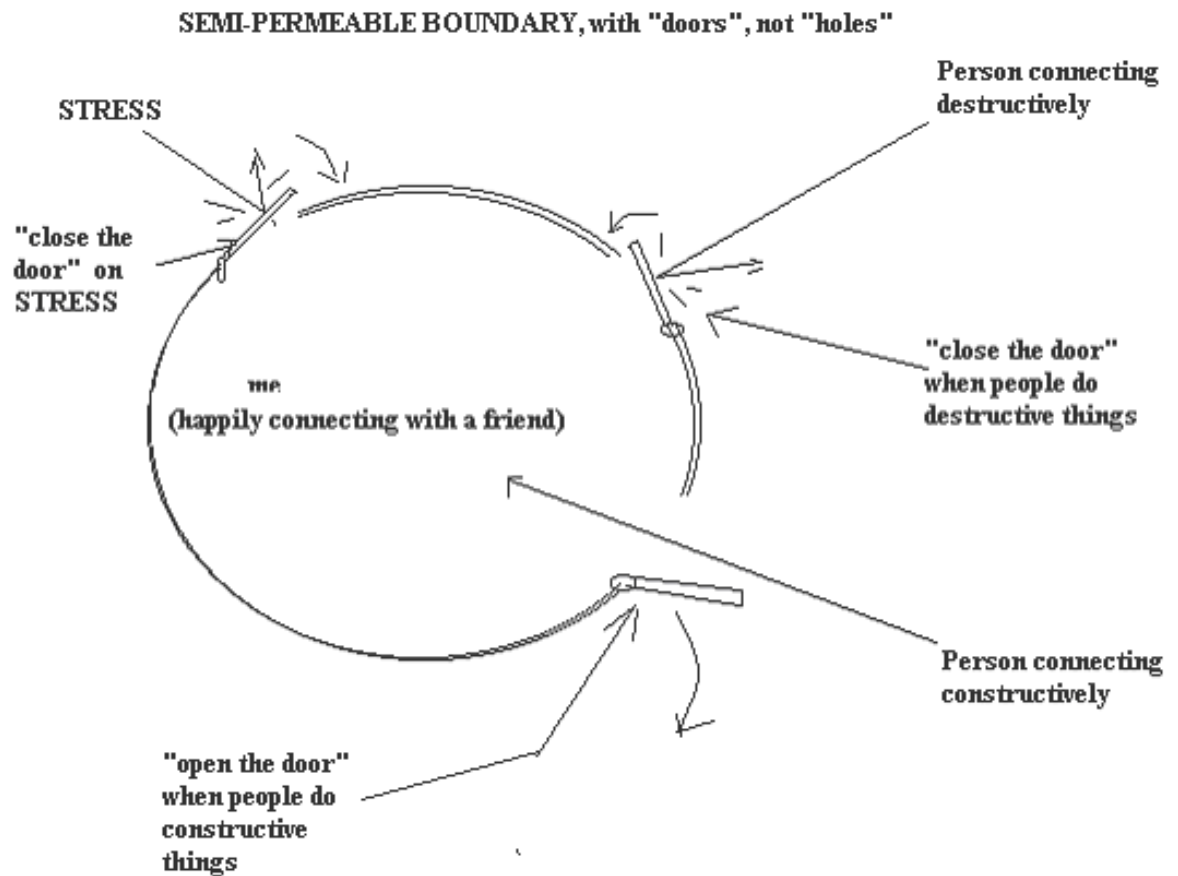 SEMI-PERMEABLE BOUNDARY, with "doors", not "holes"
Person connecting
destructively
STRESS
"close the
door" on
STRESS
"close the door"
when people do
destructive things
me
(happily connecting with a friend)
Person connecting
constructively
"open the door"
when people do
constructive
things